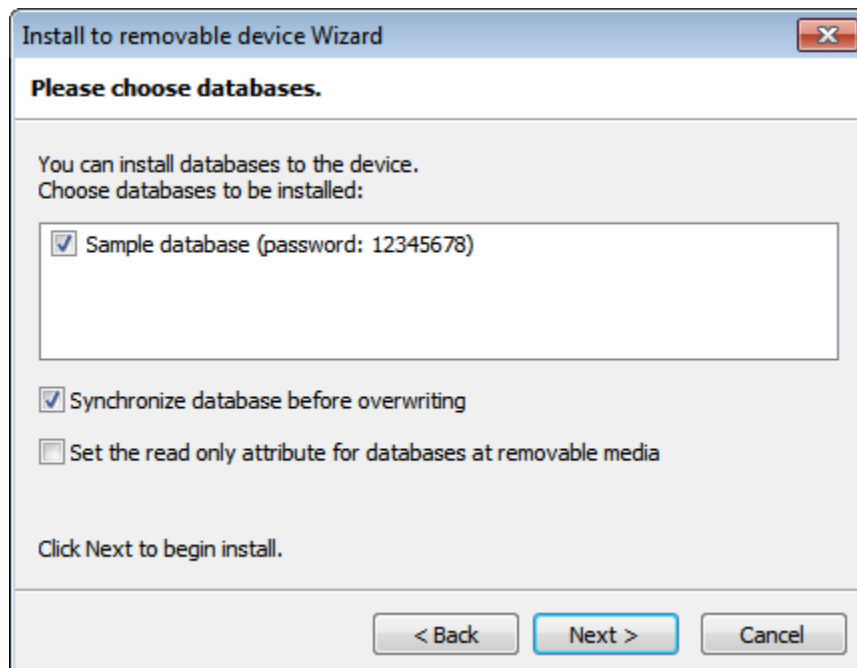 Install to removable device Wizard
Please choose databases.
You can install databases to the device.
Choose databases to be installed:
Sample database (password: 12345678)
Synchronize database before overwriting
Set the read only attribute for databases at removable media
Click Next to begin install.
< Back Next > Cancel